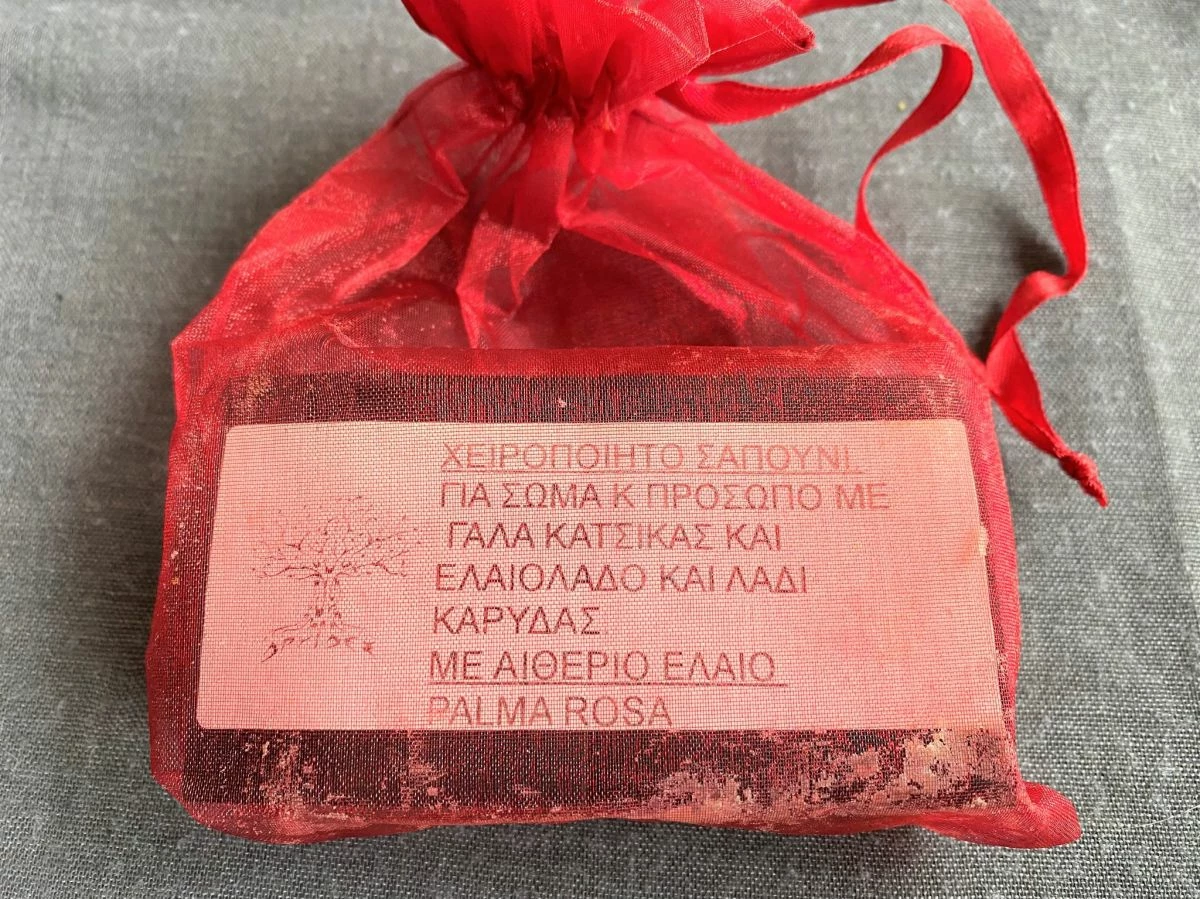 ΧΕΙΡΟΠΟΙΗΤΟ ΣΑΠΟΥΝΙ
ΓΙΑ ΣΩΜΑ Κ ΠΡΟΣΩΠΟ ΜΕ
ΓΑΛΑ ΚΑΤΣΙΚΑΣ ΚΑΙ
ΕΛΑΙΟΛΑΔΟ ΚΑΙ ΛΑΔΙ
ΚΑΡΥΔΑΣ
ΜΕ ΑΙΘΕΡΙΟ ΕΛΑΙΟ
PALMA ROSA